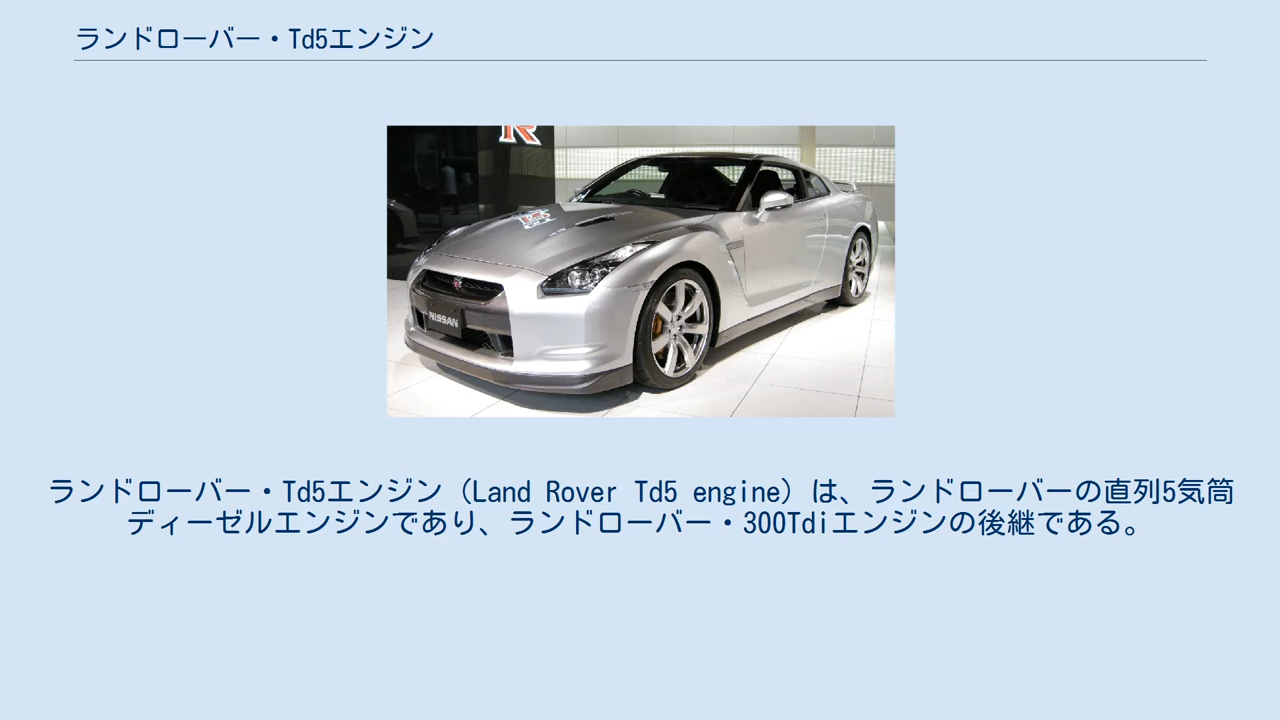 ランドローバー・Td5エンジン
R
NISSAN
ランドローバー・Td5エンジン（Land Rover Td5 engine）は、ランドローバーの直列5気筒
ディーゼルエンジンであり、ランドローバー・300Tdiエンジンの後継である。